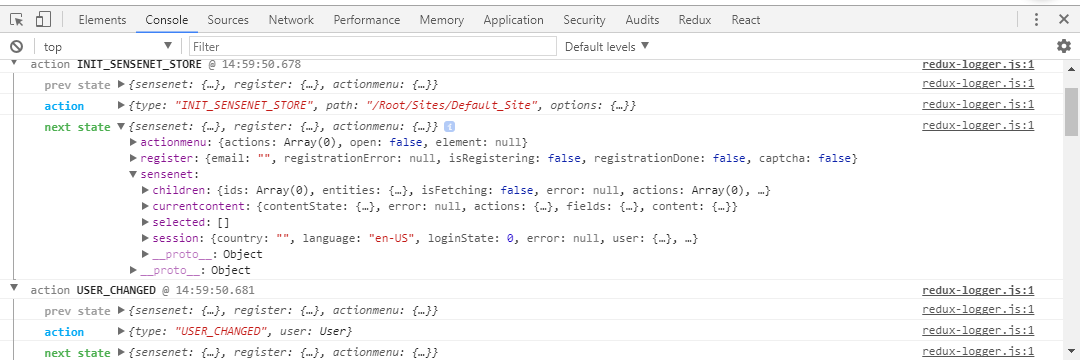 Elements Console Sources Network Performance Memory Application Security Audits Redux React
top Filter Default levels
action INIT_SENSENET_STORE @ 14:59:50.678 redux-logger.js:1
prev state {sensenet: {…}, register: {…}, actionmenu: {…}} redux-logger.js:1
action {type: "INIT_SENSENET_STORE", path: "/Root/Sites/Default_Site", options: {…}} redux-logger.js:1
next state {sensenet: {…}, register: {…}, actionmenu: {…}} i redux-logger.js:1
actionmenu: {actions: Array(0), open: false, element: null}
register: {email: "", registrationError: null, isRegistering: false, registrationDone: false, captcha: false}
sensenet:
children: {ids: Array(0), entities: {…}, isFetching: false, error: null, actions: Array(0), …}
currentcontent: {contentState: {…}, error: null, actions: {…}, fields: {…}, content: {…}}
selected: []
session: {country: "", language: "en-US", loginState: 0, error: null, user: {…}, …}
__proto__: Object
__proto__: Object
action USER_CHANGED @ 14:59:50.681 redux-logger.js:1
prev state {sensenet: {…}, register: {…}, actionmenu: {…}} redux-logger.js:1
action {type: "USER_CHANGED", user: User} redux-logger.js:1
next state {sensenet: {…}, register: {…}, actionmenu: {…}} redux-logger.js:1